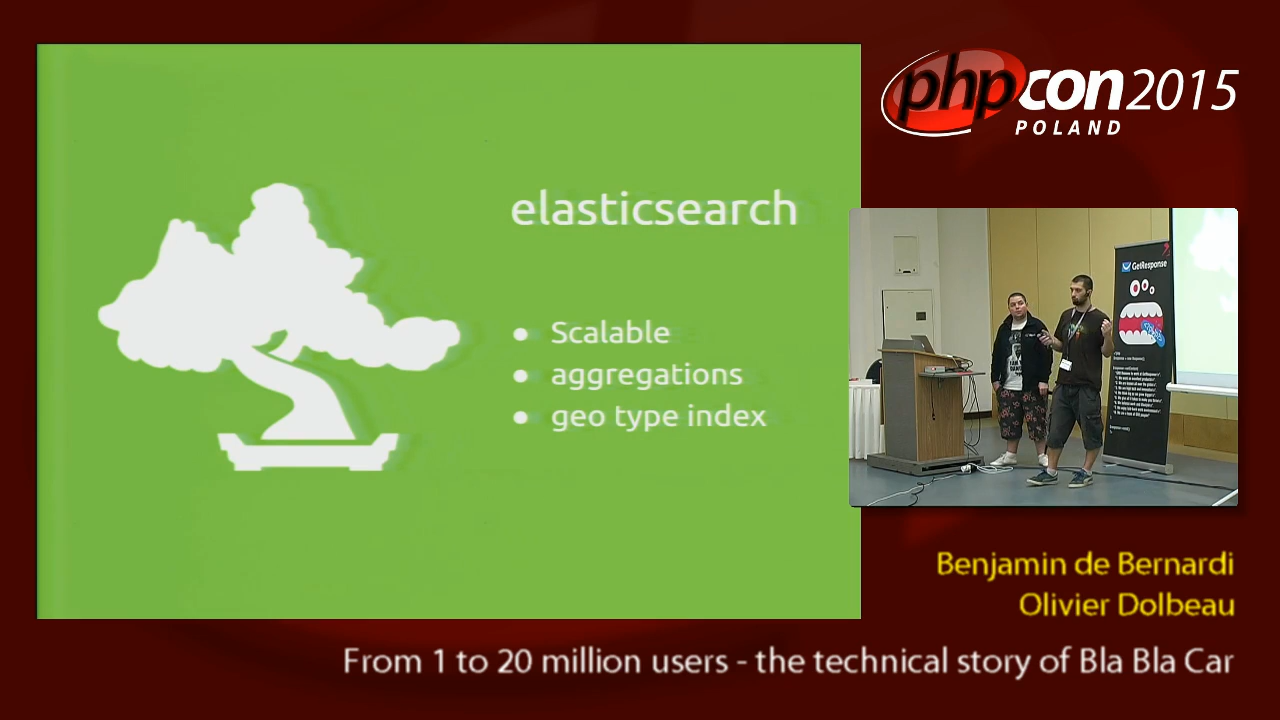 phpcon2015
POLAND
elasticsearch
● Scalable
● aggregations
● geo type index
GetResponse
Benjamin de Bernardi
Olivier Dolbeau
From 1 to 20 million users - the technical story of Bla Bla Car